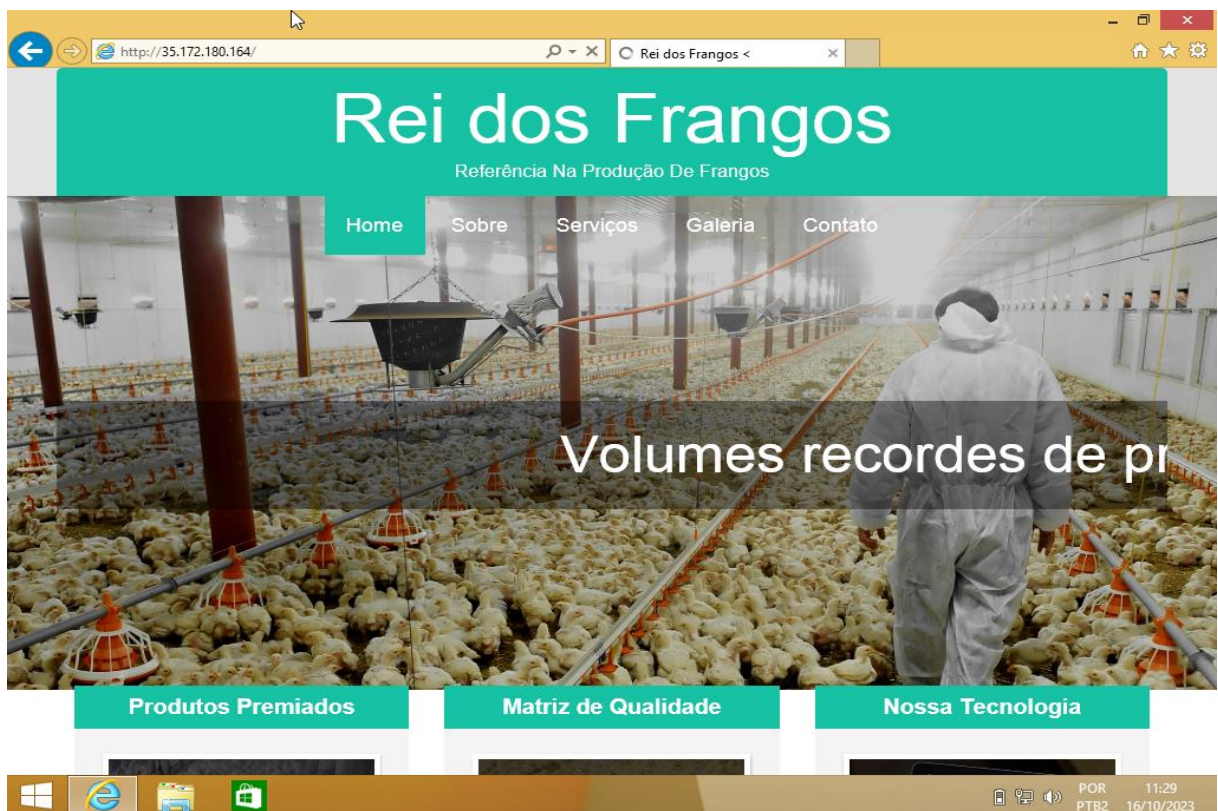 http://35.172.180.164/
Rei dos Frangos <
Rei dos Frangos
Referência Na Produção De Frangos
Home Sobre Serviços Galeria Contato
Volumes recordes de pr
Produtos Premiados Matriz de Qualidade Nossa Tecnologia
POR 11:29
PTB2 16/10/2023